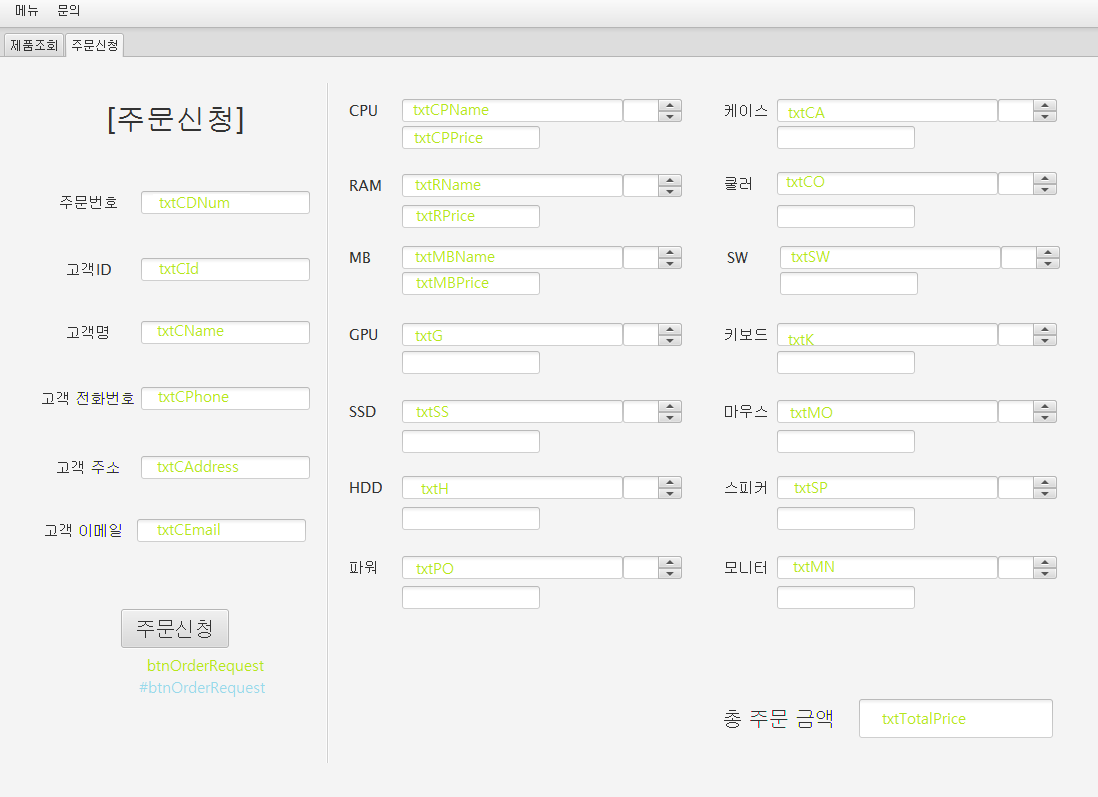 메뉴 문의
제품조회 주문신청
[주문신청]
주문번호 txtCDNum
고객ID txtCId
고객명 txtCName
고객 전화번호 txtCPhone
고객 주소 txtCAddress
고객 이메일 txtCEmail
주문신청
btnOrderRequest
#btnOrderRequest
CPU txtCPName
txtCPPrice
RAM txtRName
txtRPrice
MB txtMBName
txtMBPrice
GPU txtG
SSD txtSS
HDD txtH
파워 txtPO
케이스 txtCA
쿨러 txtCO
SW txtSW
키보드 txtK
마우스 txtMO
스피커 txtSP
모니터 txtMN
총 주문 금액 txtTotalPrice